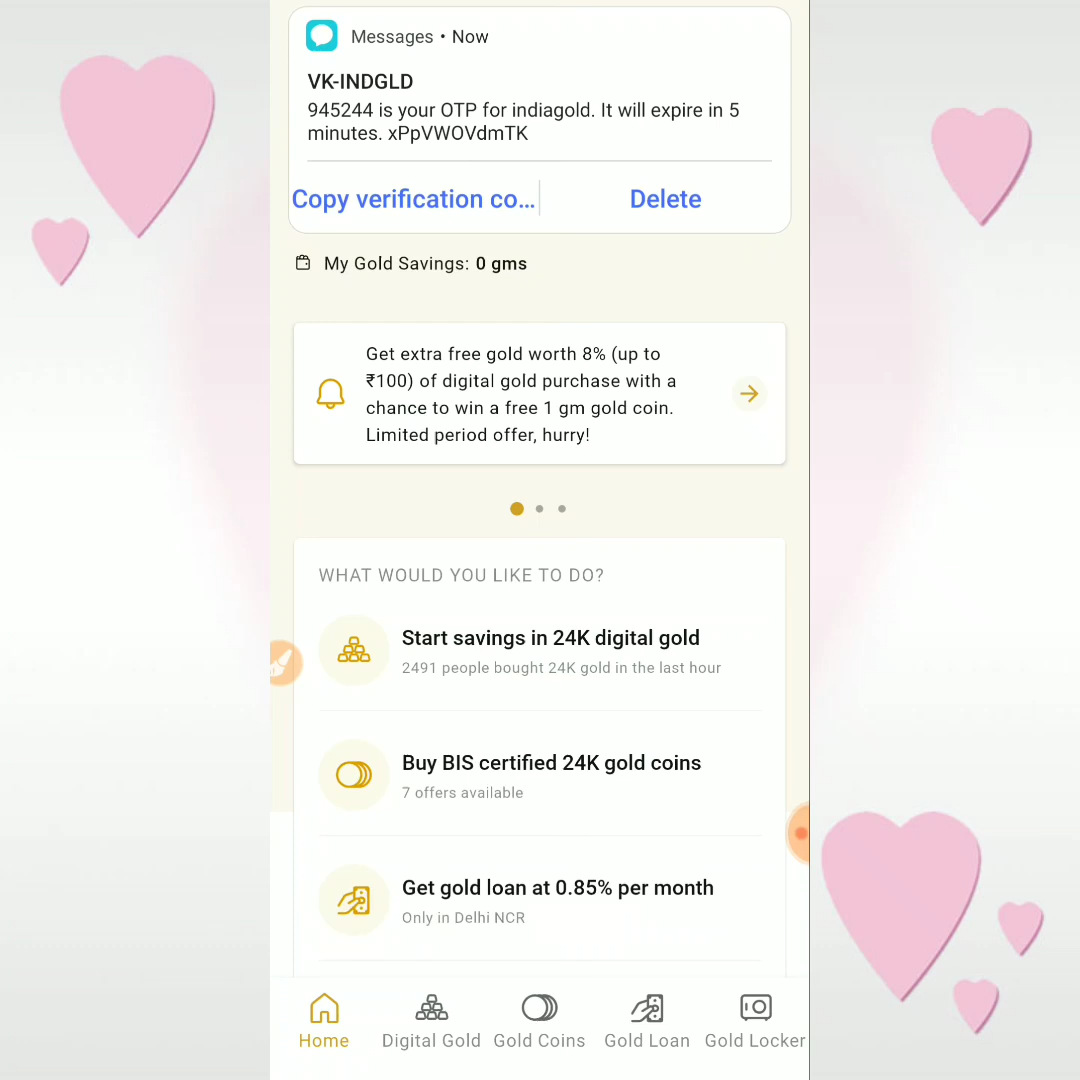 Messages • Now
VK-INDGLD
945244 is your OTP for indiagold. It will expire in 5
minutes. xPpVWOVdmTK
Copy verification co...
Delete
My Gold Savings: 0 gms
Get extra free gold worth 8% (up to
₹100) of digital gold purchase with a
chance to win a free 1 gm gold coin.
Limited period offer, hurry!
WHAT WOULD YOU LIKE TO DO?
Start savings in 24K digital gold
2491 people bought 24K gold in the last hour
Buy BIS certified 24K gold coins
7 offers available
Get gold loan at 0.85% per month
Only in Delhi NCR
Home
Digital Gold
Gold Coins
Gold Loan
Gold Locker